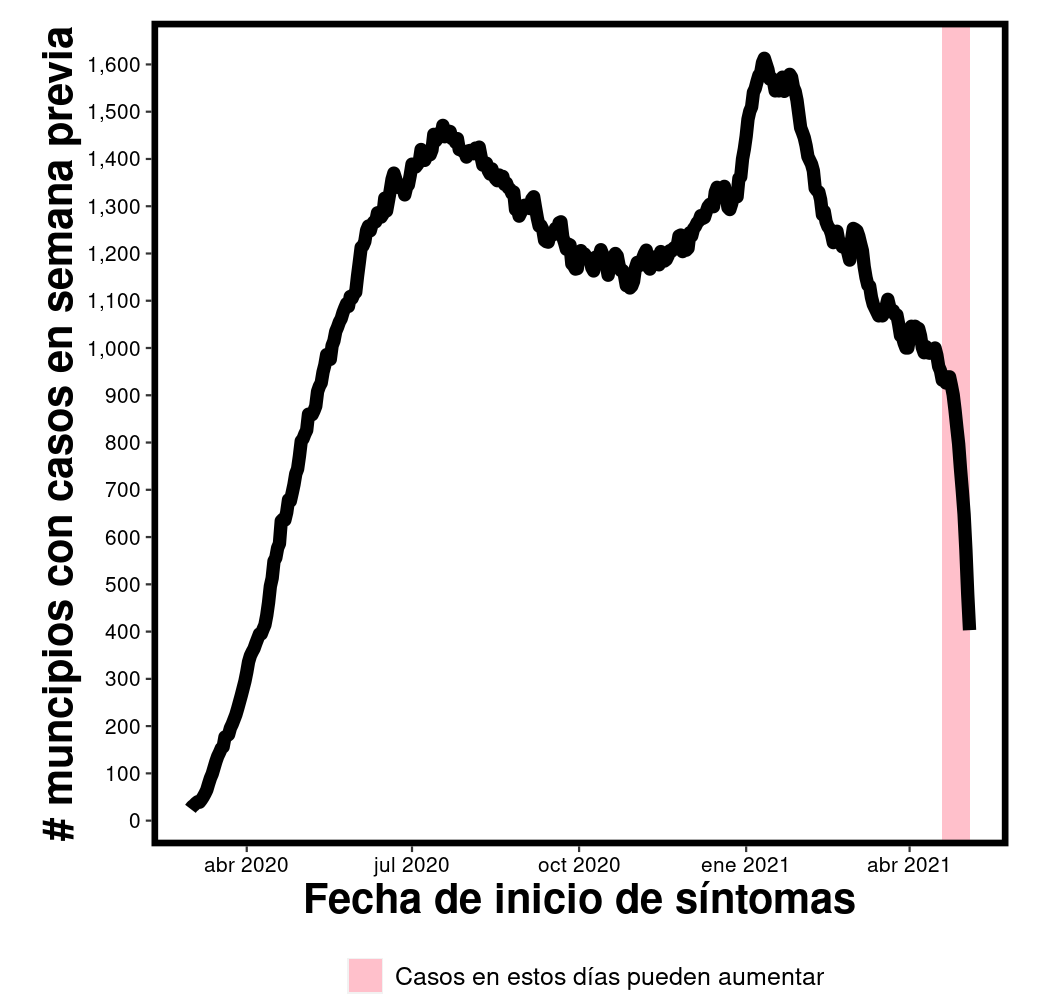 # muncipios con casos en semana previa
1,600
1,500
1,400
1,300
1,200
1,100
1,000
900
800
700
600
500
400
300
200
100
0
abr 2020
jul 2020
oct 2020
ene 2021
abr 2021
Fecha de inicio de síntomas
Casos en estos días pueden aumentar